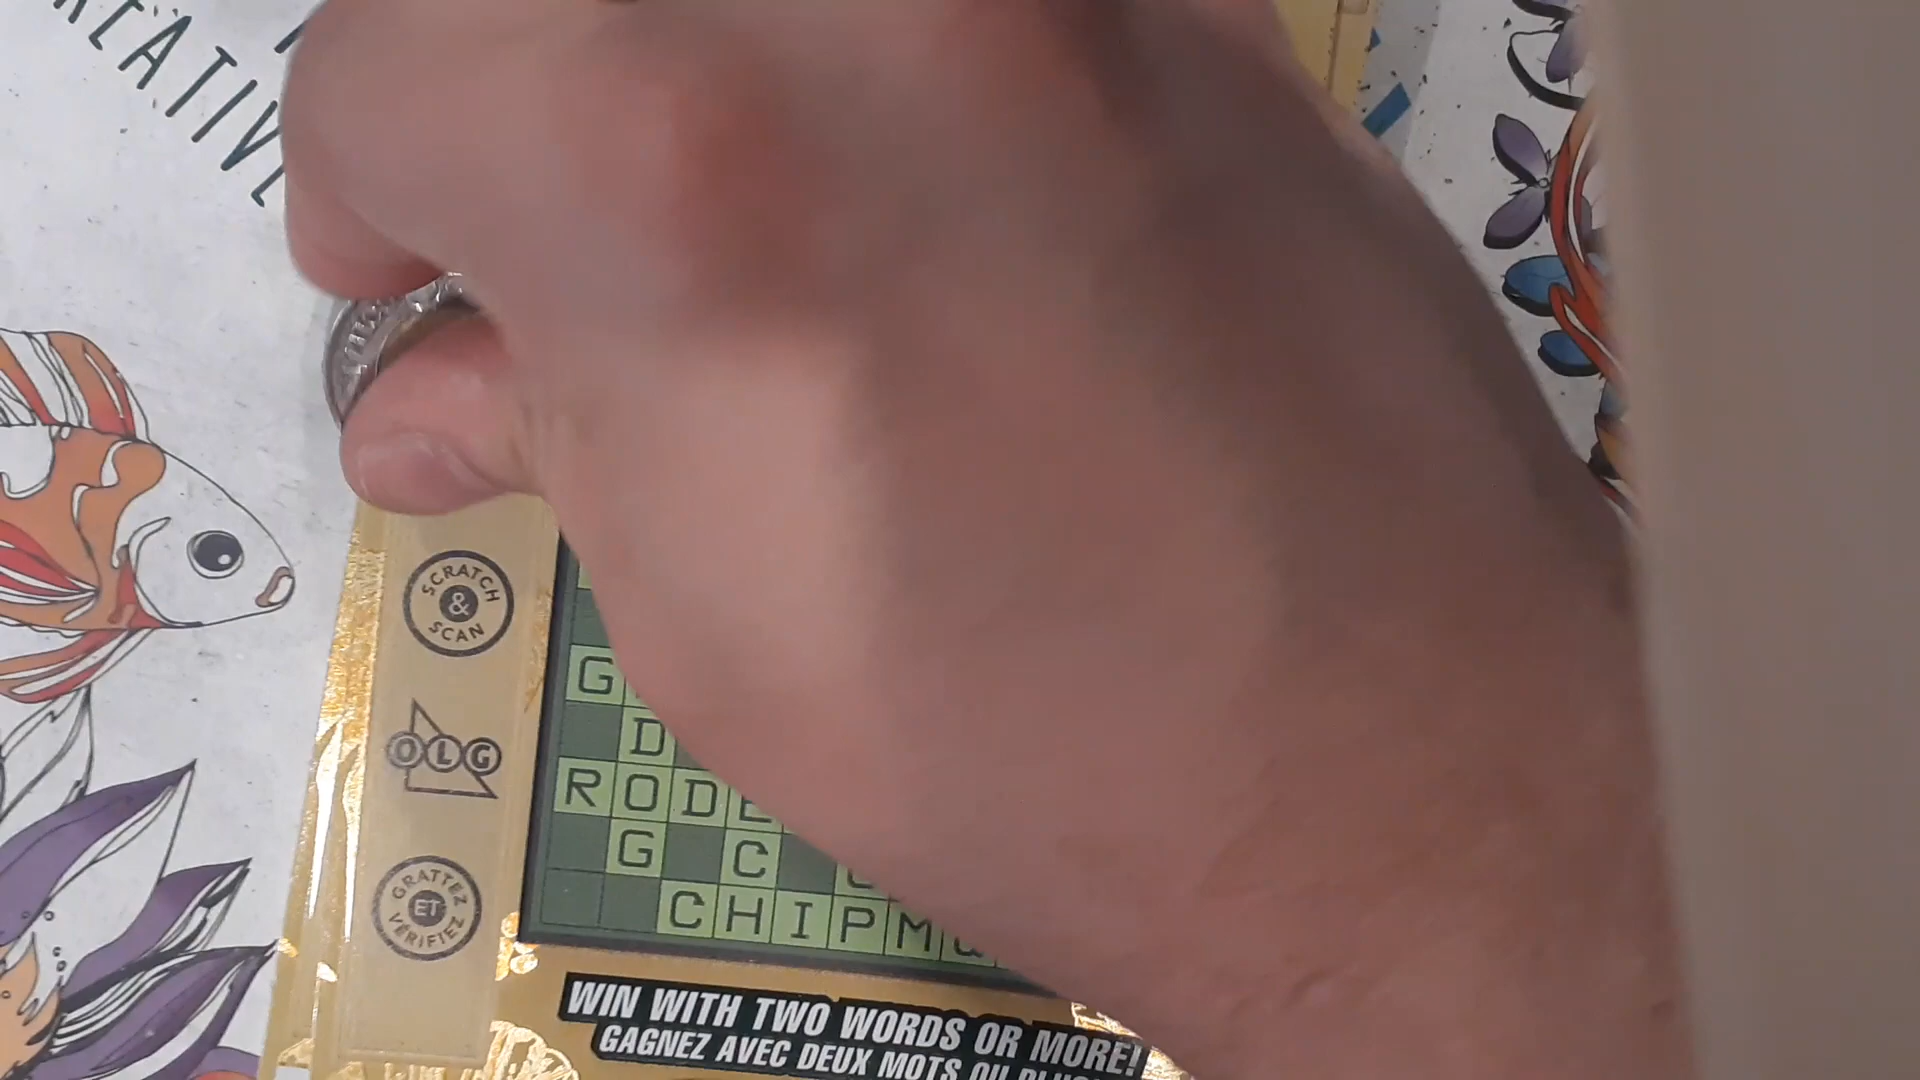 CREATIVE
SCRATCH
&
SCAN
OLG
GRATTEZ
ET
VÉRIFIEZ
G
D
RODE
G C
CHIPM
WIN WITH TWO WORDS OR MORE!
GAGNEZ AVEC DEUX MOTS OU